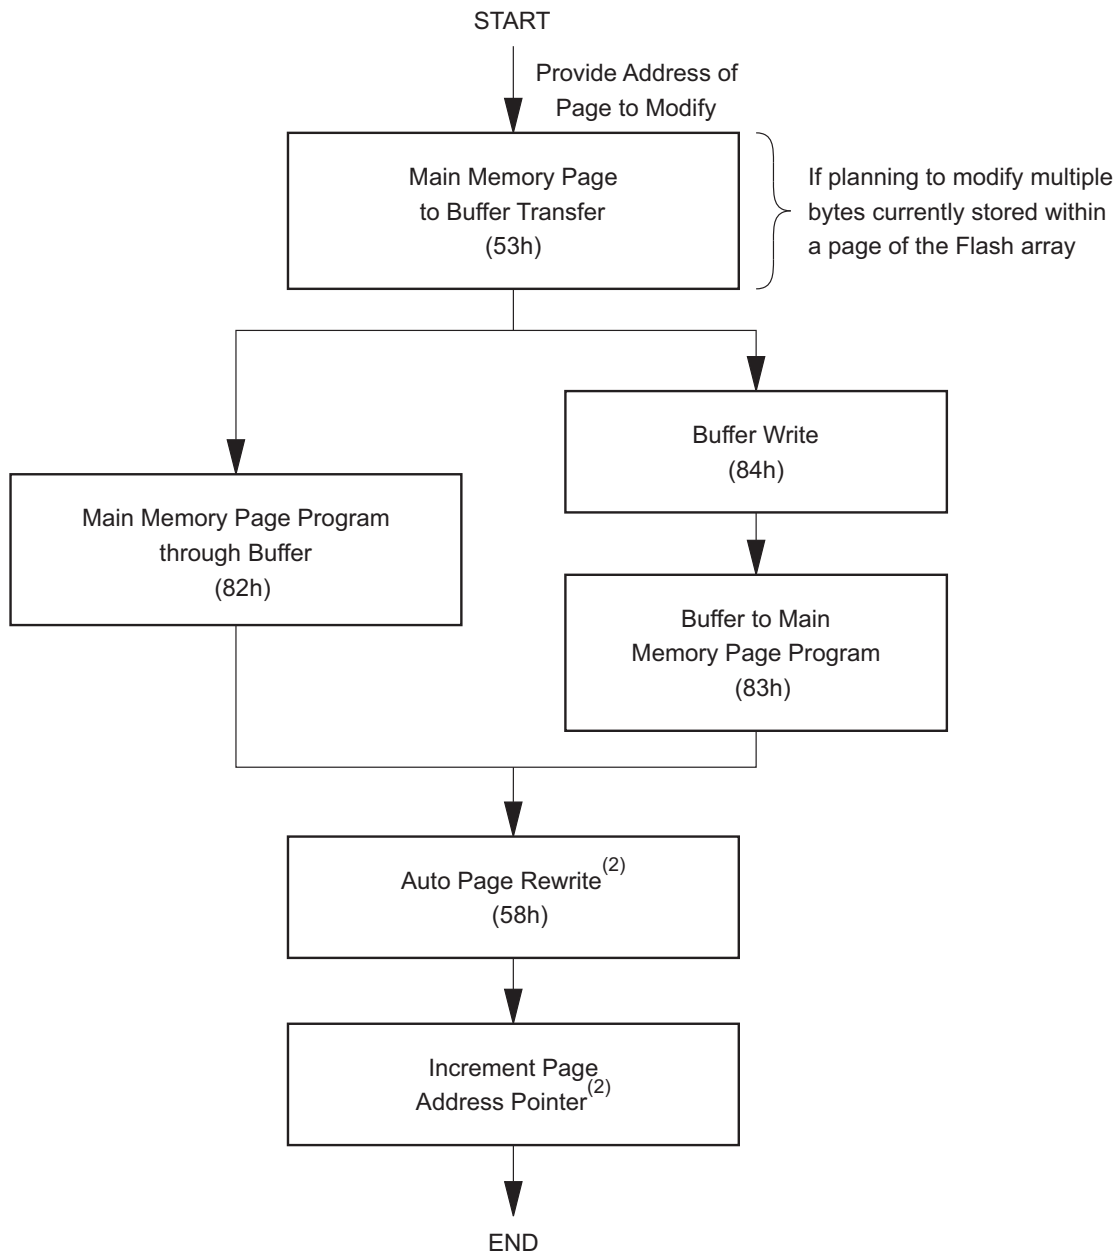 START
Provide Address of
Page to Modify
Main Memory Page
to Buffer Transfer
(53h)
If planning to modify multiple
bytes currently stored within
a page of the Flash array
Buffer Write
(84h)
Main Memory Page Program
through Buffer
(82h)
Buffer to Main
Memory Page Program
(83h)
Auto Page Rewrite(2)
(58h)
Increment Page
Address Pointer(2)
END